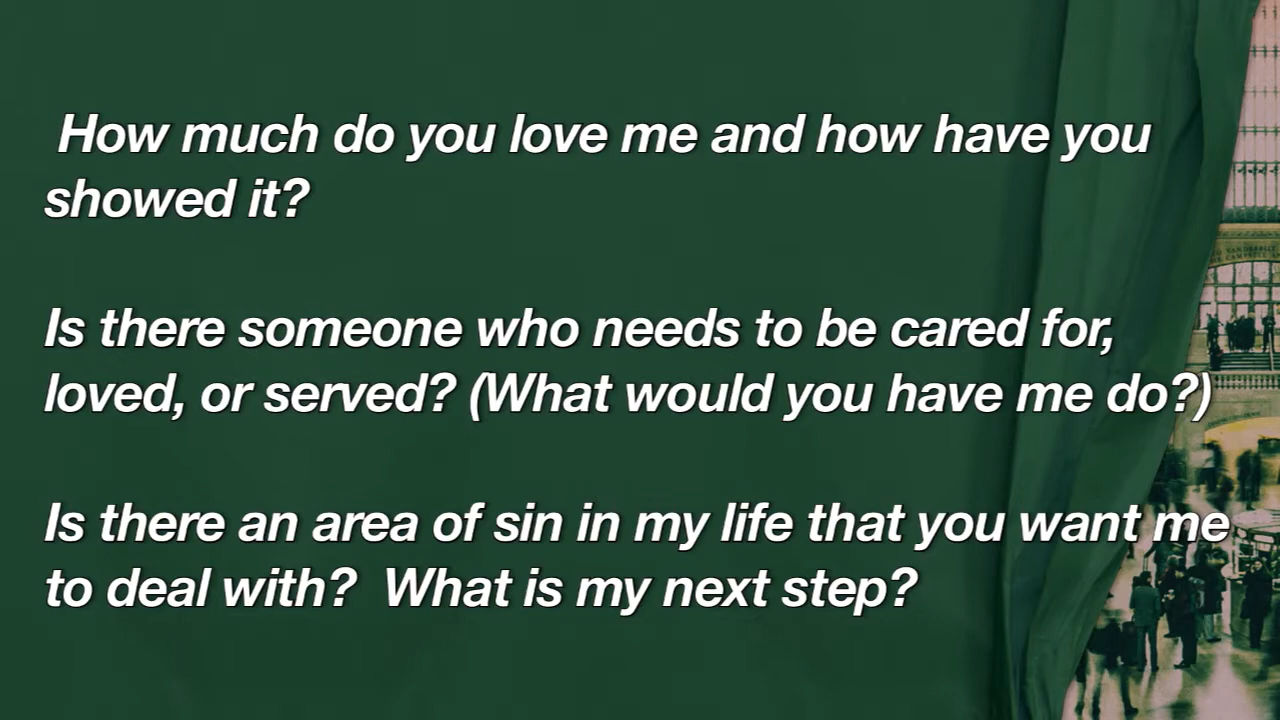 How much do you love me and how have you
showed it?
Is there someone who needs to be cared for,
loved, or served? (What would you have me do?)
Is there an area of sin in my life that you want me
to deal with?  What is my next step?